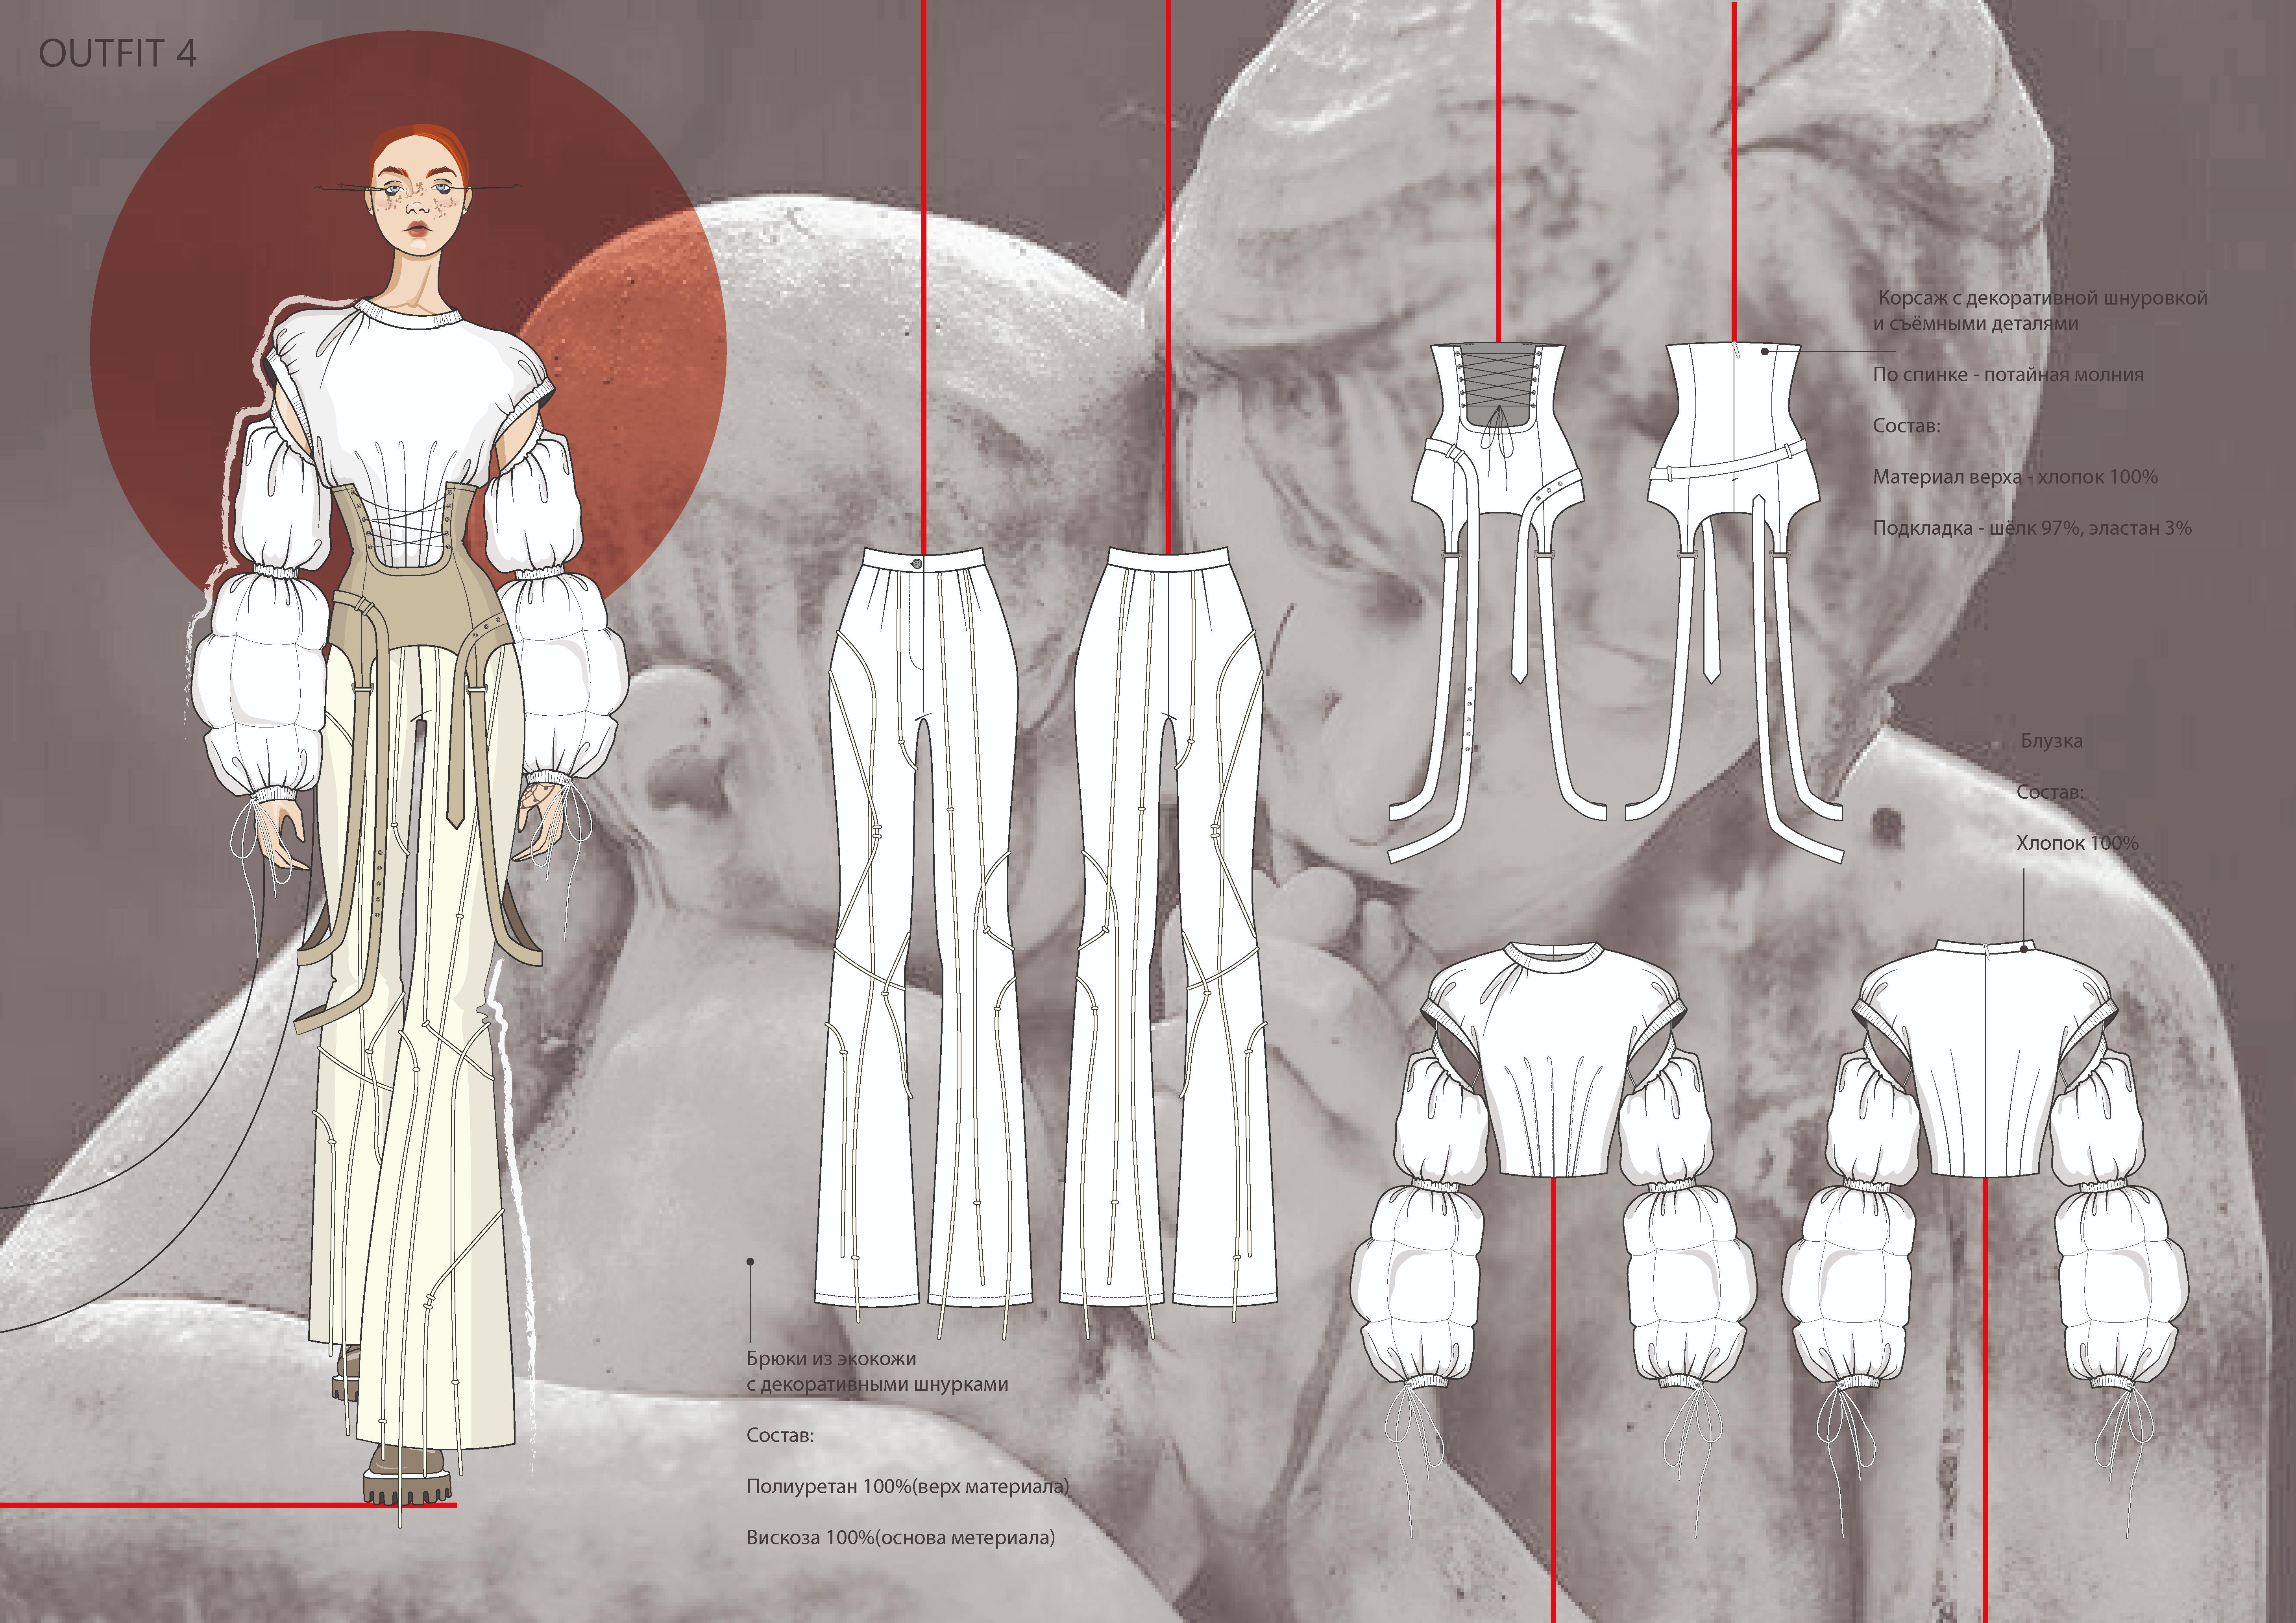 OUTFIT 4
Корсаж с декоративной шнуровкой
и съёмными деталями
По спинке - потайная молния
Состав:
Материал верха - хлопок 100%
Подкладка - шёлк 97%, эластан 3%
Блузка
Состав:
Хлопок 100%
Брюки из экокожи
с декоративными шнурками
Состав:
Полиуретан 100%(верх материала)
Вискоза 100%(основа метериала)